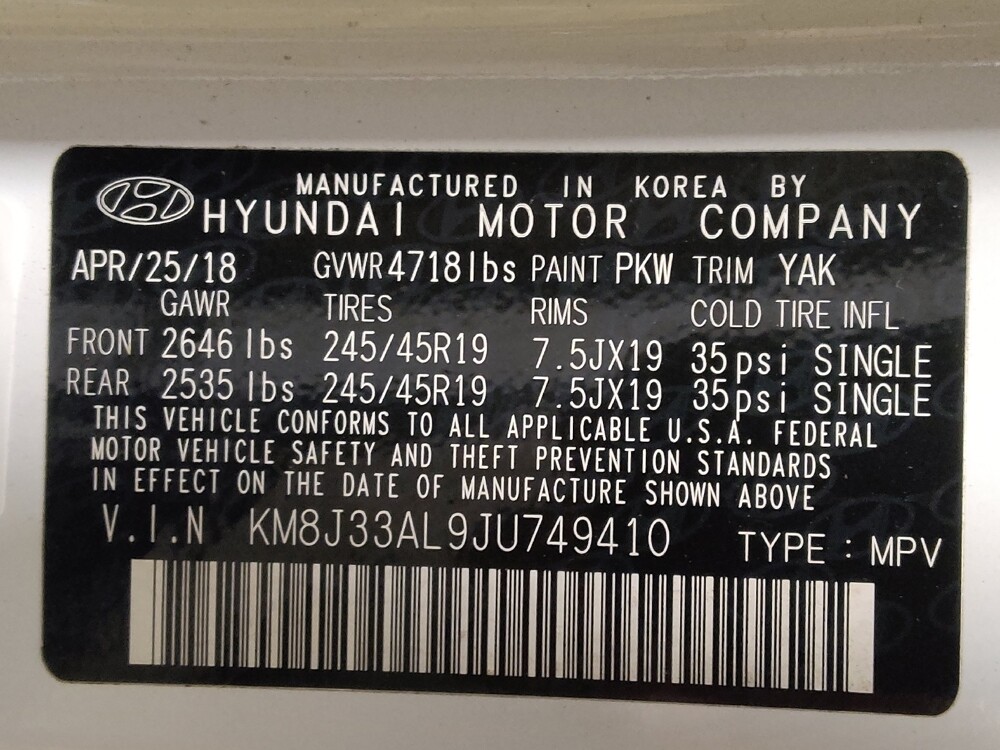 MANUFACTURED IN KOREA BY
HYUNDAI MOTOR COMPANY
APR/25/18 GVWR 4718lbs PAINT PKW TRIM YAK
GAWR TIRES RIMS COLD TIRE INFL
FRONT 2646 lbs 245/45R19 7.5JX19 35psi SINGLE
REAR 2535 lbs 245/45R19 7.5JX19 35psi SINGLE
THIS VEHICLE CONFORMS TO ALL APPLICABLE U.S.A. FEDERAL
MOTOR VEHICLE SAFETY AND THEFT PREVENTION STANDARDS
IN EFFECT ON THE DATE OF MANUFACTURE SHOWN ABOVE
V.I.N KM8J33AL9JU749410 TYPE : MPV